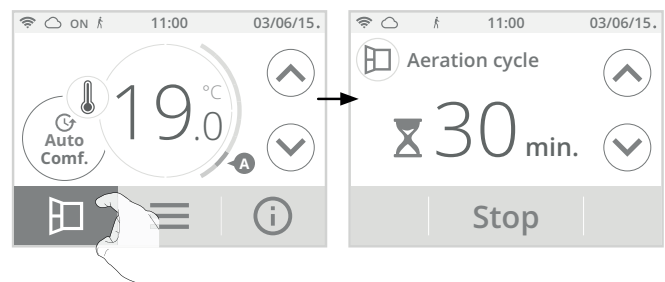 ON 11:00 03/06/15.
19.0 °C
Auto
Comf.
A
11:00 03/06/15.
Aeration cycle
30 min.
Stop